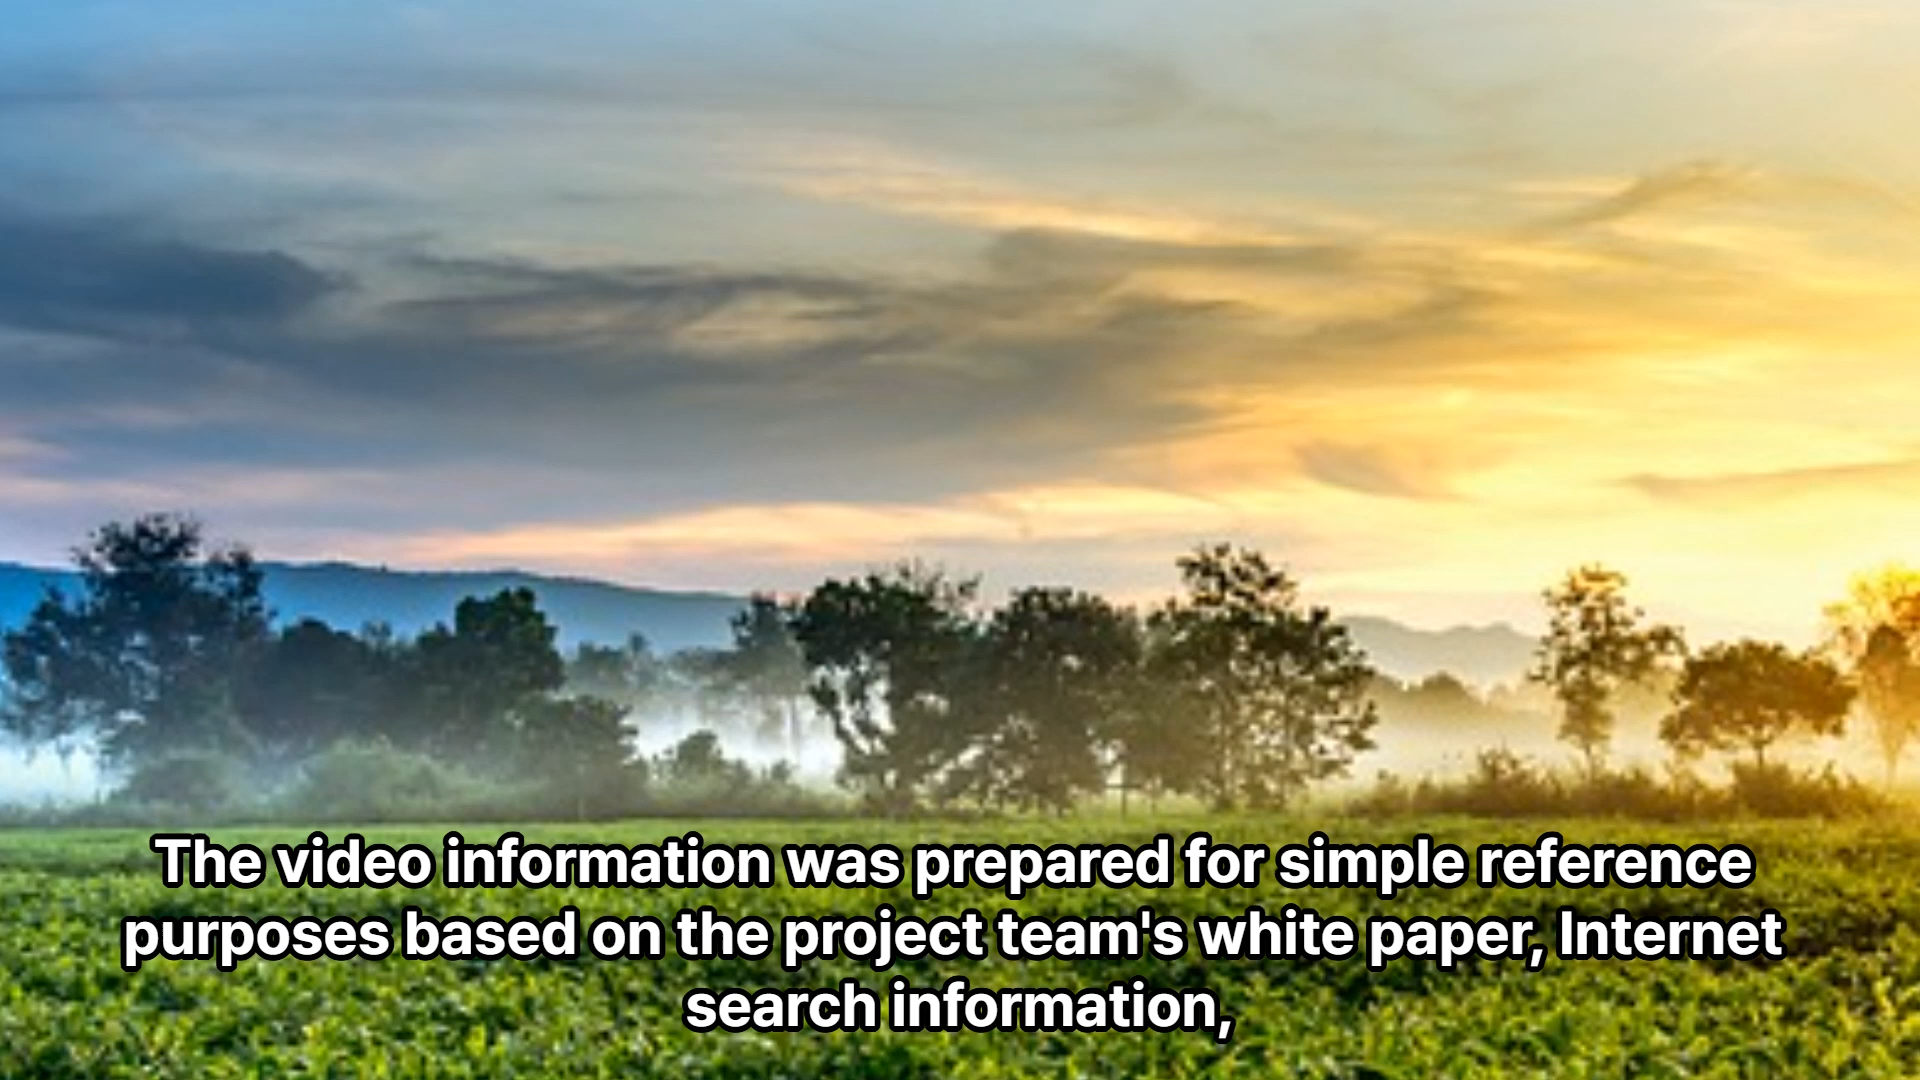 The video information was prepared for simple reference
purposes based on the project team's white paper, Internet
search information,